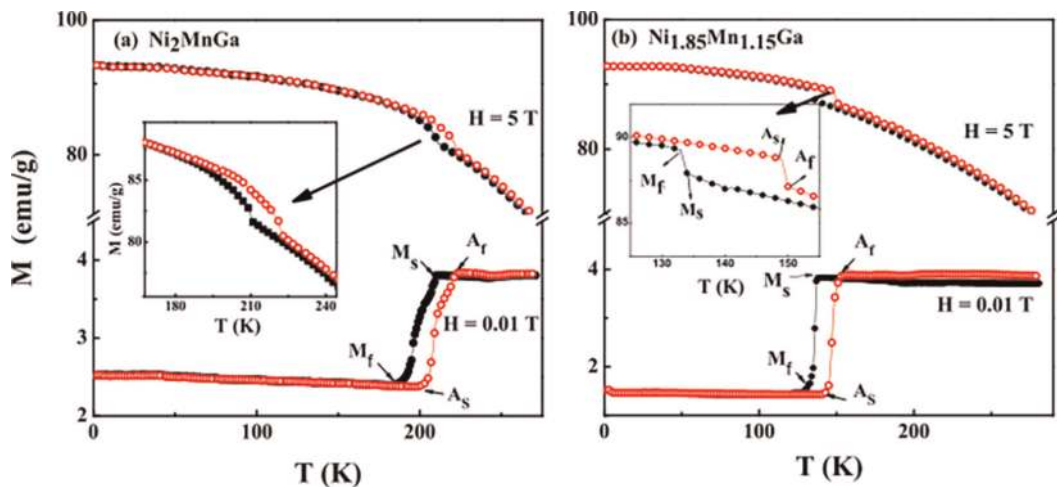 (a) Ni2MnGa
H = 5 T
M (emu/g)
100
80
4
3
2
M (emu/g)
85
80
180
210
240
T (K)
Ms
Af
H = 0.01 T
Mf
As
0
100
200
T (K)
(b) Ni1.85Mn1.15Ga
H = 5 T
100
80
4
2
90
85
As
Af
Mf
Ms
130
140
150
T (K)
Ms
Af
H = 0.01 T
Mf
As
0
100
200
T (K)